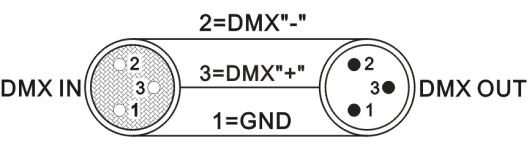 2=DMX"-"
2
2
DMX IN
3
3=DMX"+"
3
DMX OUT
1
1
1=GND